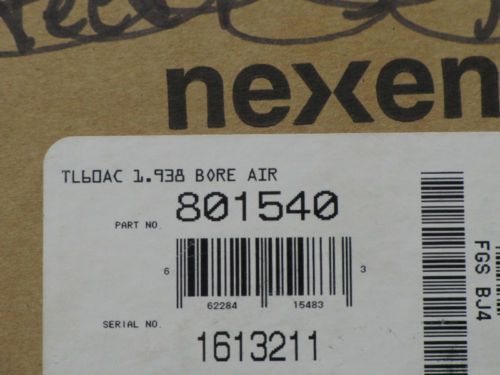 nexen
TL60AC 1.938 BORE AIR
PART NO. 801540
6 62284 15483 3
SERIAL NO. 1613211
FGS BJ4